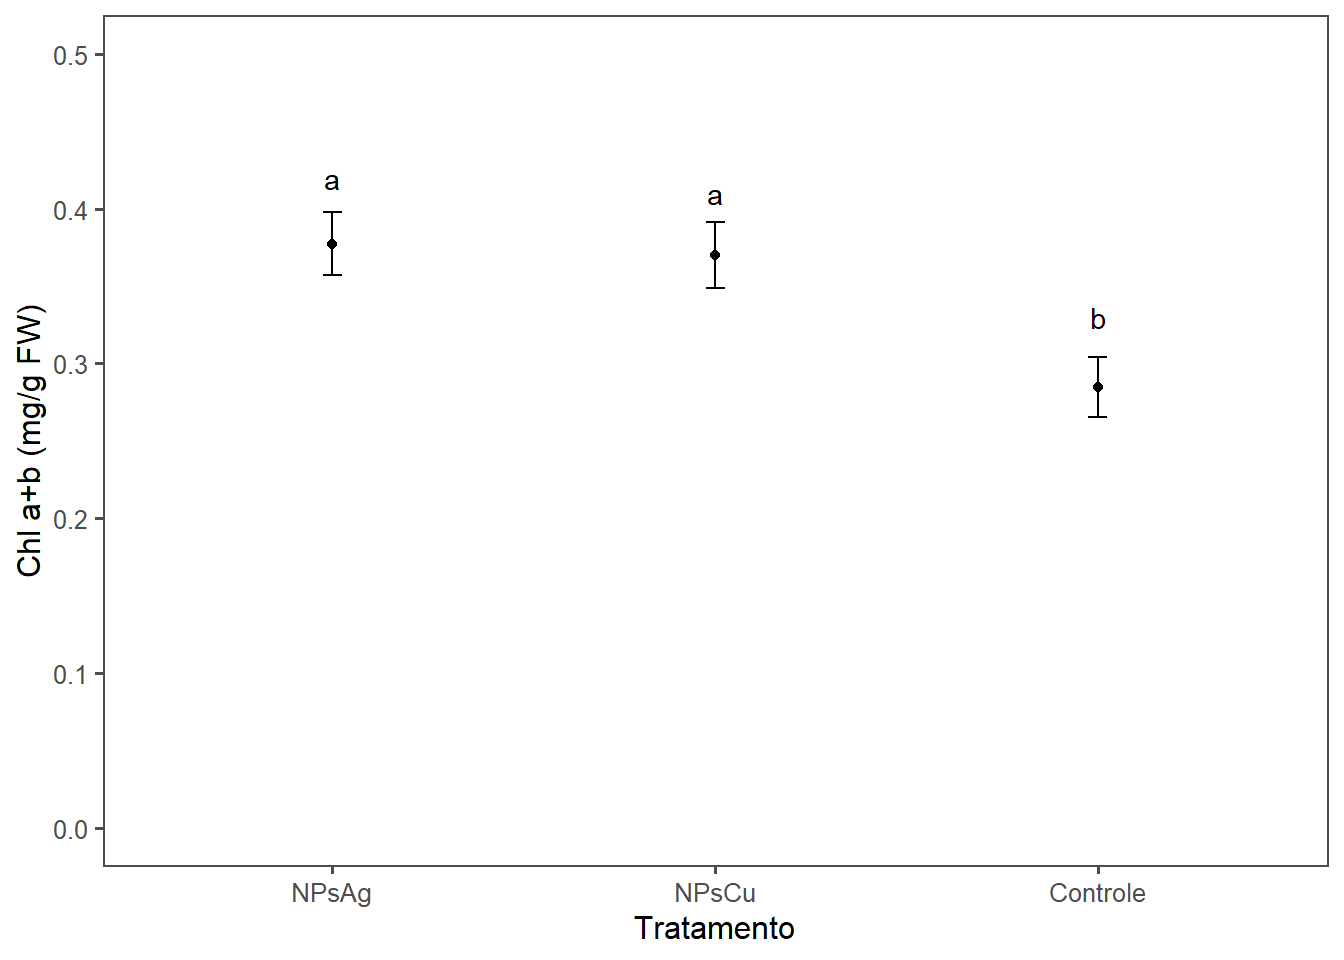 Chl a+b (mg/g FW)
0.5
0.4
0.3
0.2
0.1
0.0
a
a
b
NPsAg
NPsCu
Controle
Tratamento